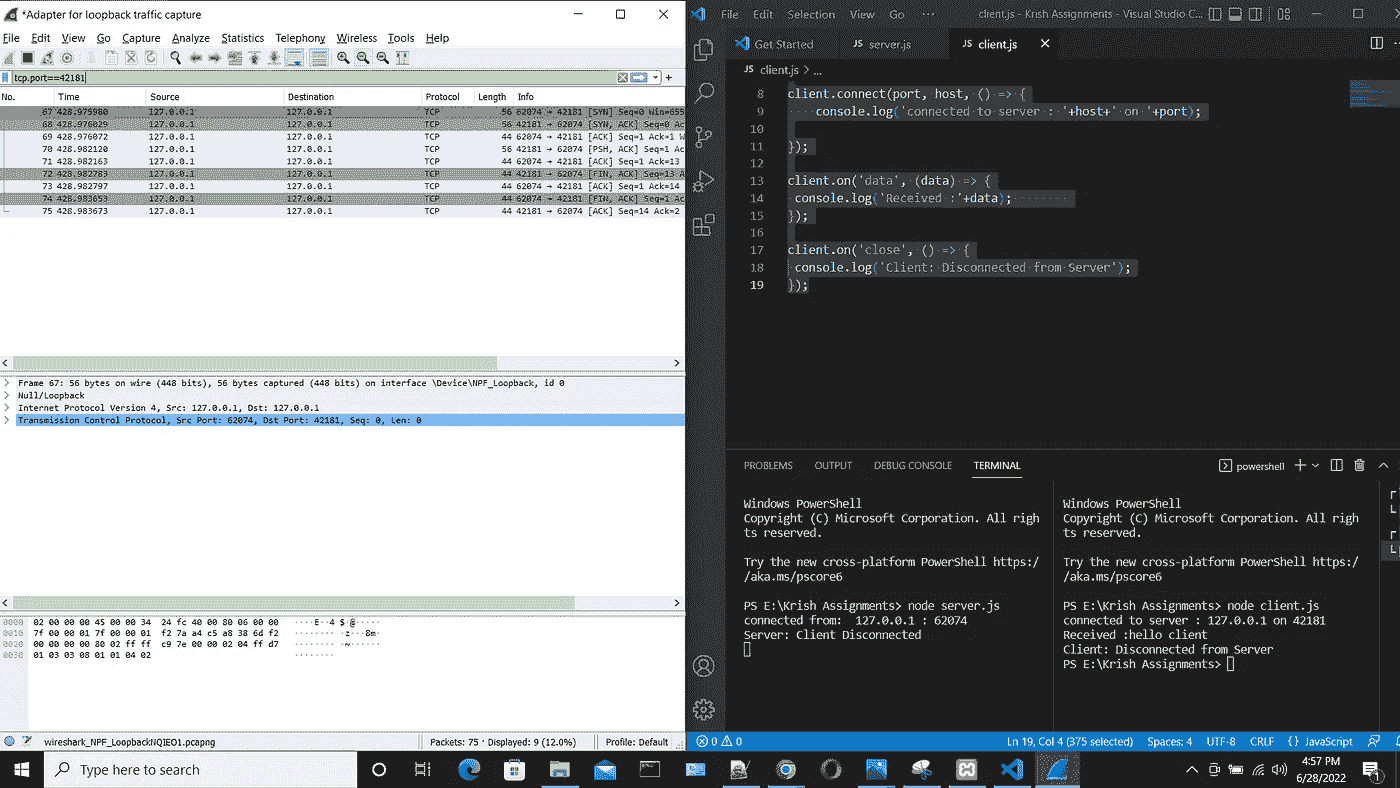 *Adapter for loopback traffic capture
File Edit View Go Capture Analyze Statistics Telephony Wireless Tools Help
tcp.port==42181
No. Time Source Destination Protocol Length Info
67 428.975980 127.0.0.1 127.0.0.1 TCP 56 62074 → 42181 [SYN] Seq=0 Win=655
68 428.976029 127.0.0.1 127.0.0.1 TCP 56 42181 → 62074 [SYN, ACK] Seq=0 Ac
69 428.976072 127.0.0.1 127.0.0.1 TCP 44 62074 → 42181 [ACK] Seq=1 Ack=1 W
70 428.982120 127.0.0.1 127.0.0.1 TCP 56 42181 → 62074 [PSH, ACK] Seq=1 Ac
71 428.982163 127.0.0.1 127.0.0.1 TCP 44 62074 → 42181 [ACK] Seq=1 Ack=13
72 428.982783 127.0.0.1 127.0.0.1 TCP 44 42181 → 62074 [FIN, ACK] Seq=13 A
73 428.982797 127.0.0.1 127.0.0.1 TCP 44 62074 → 42181 [ACK] Seq=1 Ack=14
74 428.983653 127.0.0.1 127.0.0.1 TCP 44 62074 → 42181 [FIN, ACK] Seq=1 Ac
75 428.983673 127.0.0.1 127.0.0.1 TCP 44 42181 → 62074 [ACK] Seq=14 Ack=2
Frame 67: 56 bytes on wire (448 bits), 56 bytes captured (448 bits) on interface \Device\NPF_Loopback, id 0
Null/Loopback
Internet Protocol Version 4, Src: 127.0.0.1, Dst: 127.0.0.1
Transmission Control Protocol, Src Port: 62074, Dst Port: 42181, Seq: 0, Len: 0
0000 02 00 00 00 45 00 00 34 24 fc 40 00 80 06 00 00 ····E··4 $·@·····
0010 7f 00 00 01 7f 00 00 01 f2 7a a4 c5 a8 38 6d f2 ········ ·z···8m·
0020 00 00 00 00 80 02 ff ff c9 7e 00 00 02 04 ff d7 ········ ·~······
0030 01 03 03 08 01 01 04 02 ········
wireshark_NPF_LoopbackNQIEO1.pcapng Packets: 75 · Displayed: 9 (12.0%) Profile: Default
File Edit Selection View Go ··· client.js - Krish Assignments - Visual Studio C...
Get Started JS server.js JS client.js
JS client.js > ...
8 client.connect(port, host, () => {
9 console.log('connected to server : '+host+' on '+port);
10
11 });
12
13 client.on('data', (data) => {
14 console.log('Received :'+data);
15 });
16
17 client.on('close', () => {
18 console.log('Client: Disconnected from Server');
19 });
PROBLEMS OUTPUT DEBUG CONSOLE TERMINAL powershell
Windows PowerShell
Copyright (C) Microsoft Corporation. All righ
ts reserved.
Try the new cross-platform PowerShell https:/
/aka.ms/pscore6
PS E:\Krish Assignments> node server.js
connected from:  127.0.0.1 : 62074
Server: Client Disconnected
Windows PowerShell
Copyright (C) Microsoft Corporation. All righ
ts reserved.
Try the new cross-platform PowerShell https:/
/aka.ms/pscore6
PS E:\Krish Assignments> node client.js
connected to server : 127.0.0.1 on 42181
Received :hello client
Client: Disconnected from Server
PS E:\Krish Assignments>
0 0 Ln 19, Col 4 (375 selected) Spaces: 4 UTF-8 CRLF {} JavaScript
Type here to search
4:57 PM
6/28/2022
1